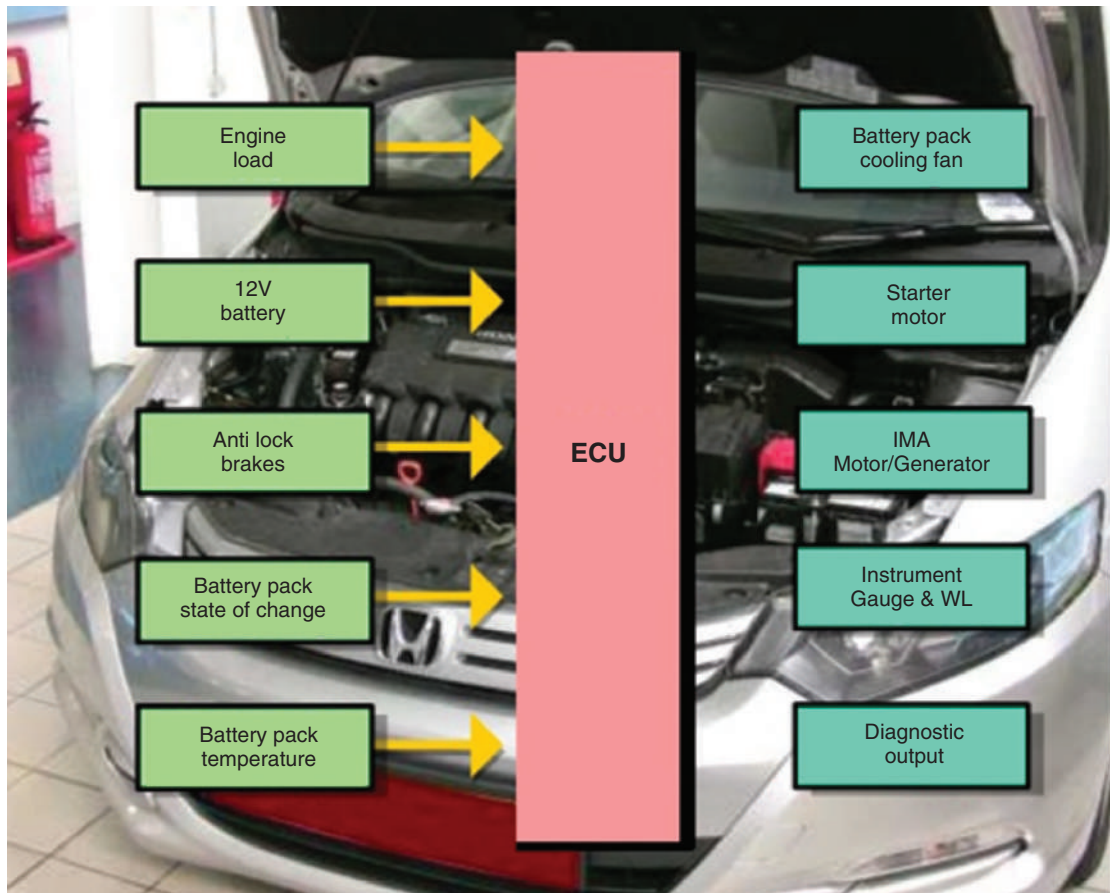 Engine
load
12V
battery
Anti lock
brakes
Battery pack
state of change
Battery pack
temperature
ECU
Battery pack
cooling fan
Starter
motor
IMA
Motor/Generator
Instrument
Gauge & WL
Diagnostic
output